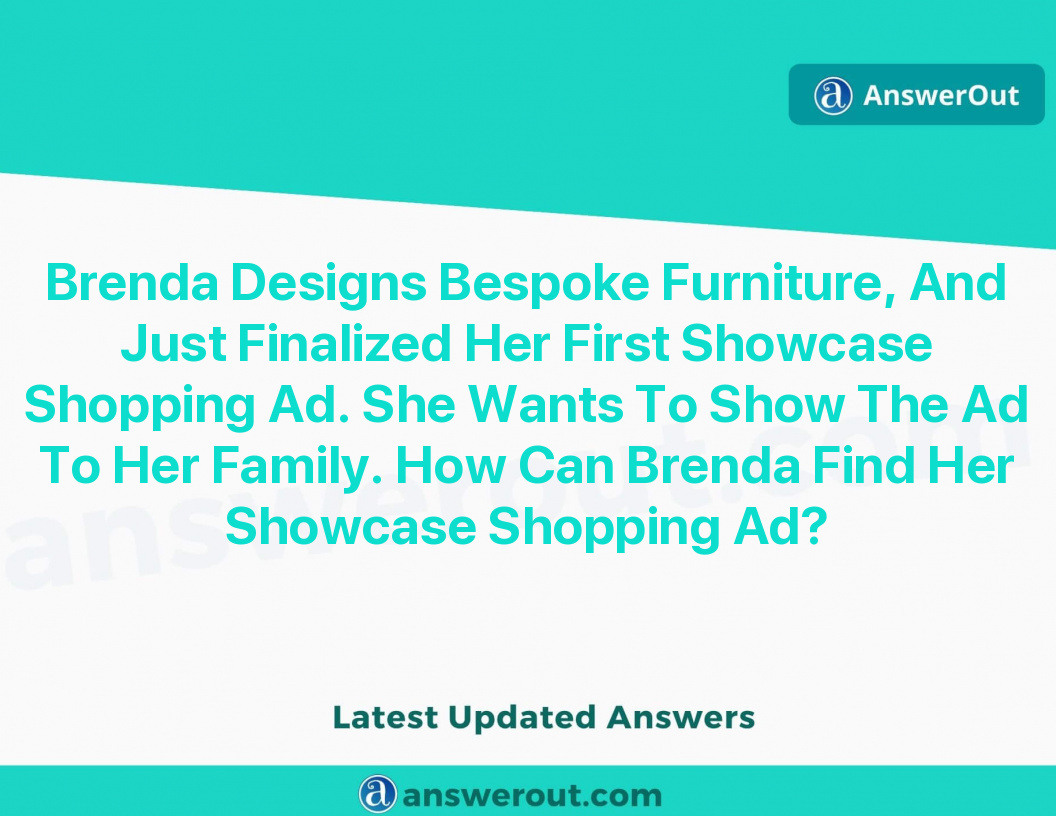 a AnswerOut
Brenda Designs Bespoke Furniture, And
Just Finalized Her First Showcase
Shopping Ad. She Wants To Show The Ad
To Her Family. How Can Brenda Find Her
Showcase Shopping Ad?
answerout.com
Latest Updated Answers
a answerout.com